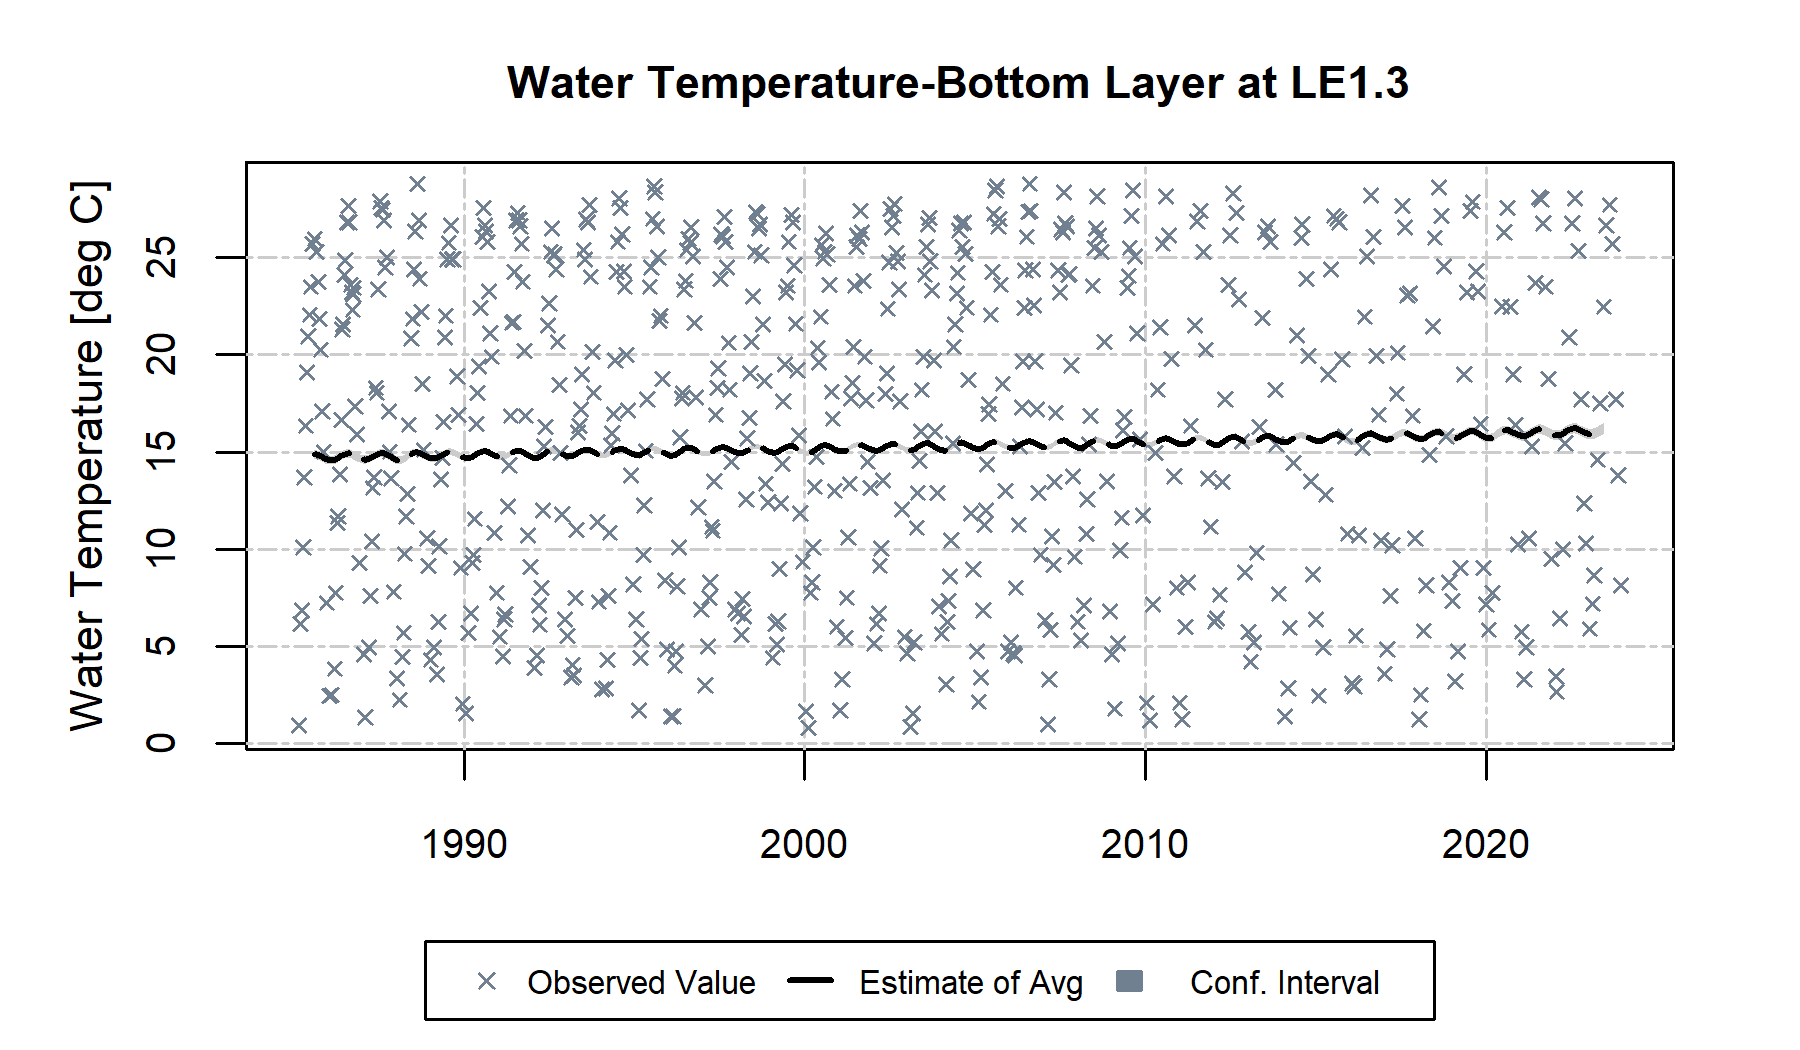 Water Temperature-Bottom Layer at LE1.3
Water Temperature [deg C]
25
20
15
10
5
0
1990 2000 2010 2020
Observed Value Estimate of Avg Conf. Interval